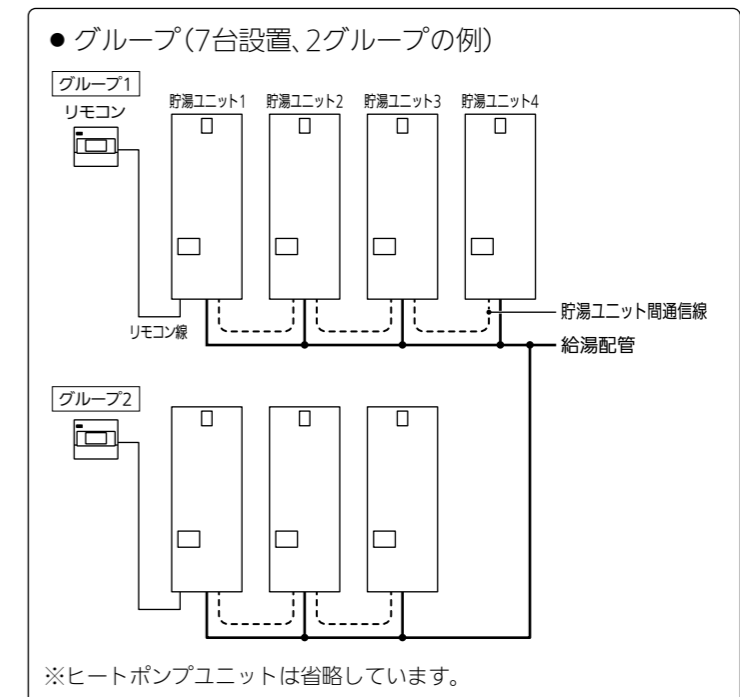 ● グループ(7台設置、2グループの例)
グループ1
リモコン
貯湯ユニット1 貯湯ユニット2 貯湯ユニット3 貯湯ユニット4
リモコン線
貯湯ユニット間通信線
給湯配管
グループ2
※ヒートポンプユニットは省略しています。